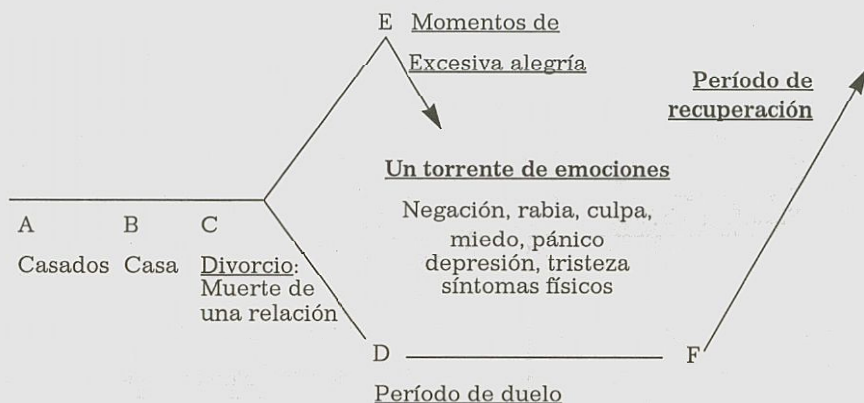 E Momentos de
Excesiva alegría
Período de
recuperación
Un torrente de emociones
Negación, rabia, culpa,
miedo, pánico
depresión, tristeza
síntomas físicos
A B C
Casados Casa Divorcio:
Muerte de
una relación
D F
Período de duelo